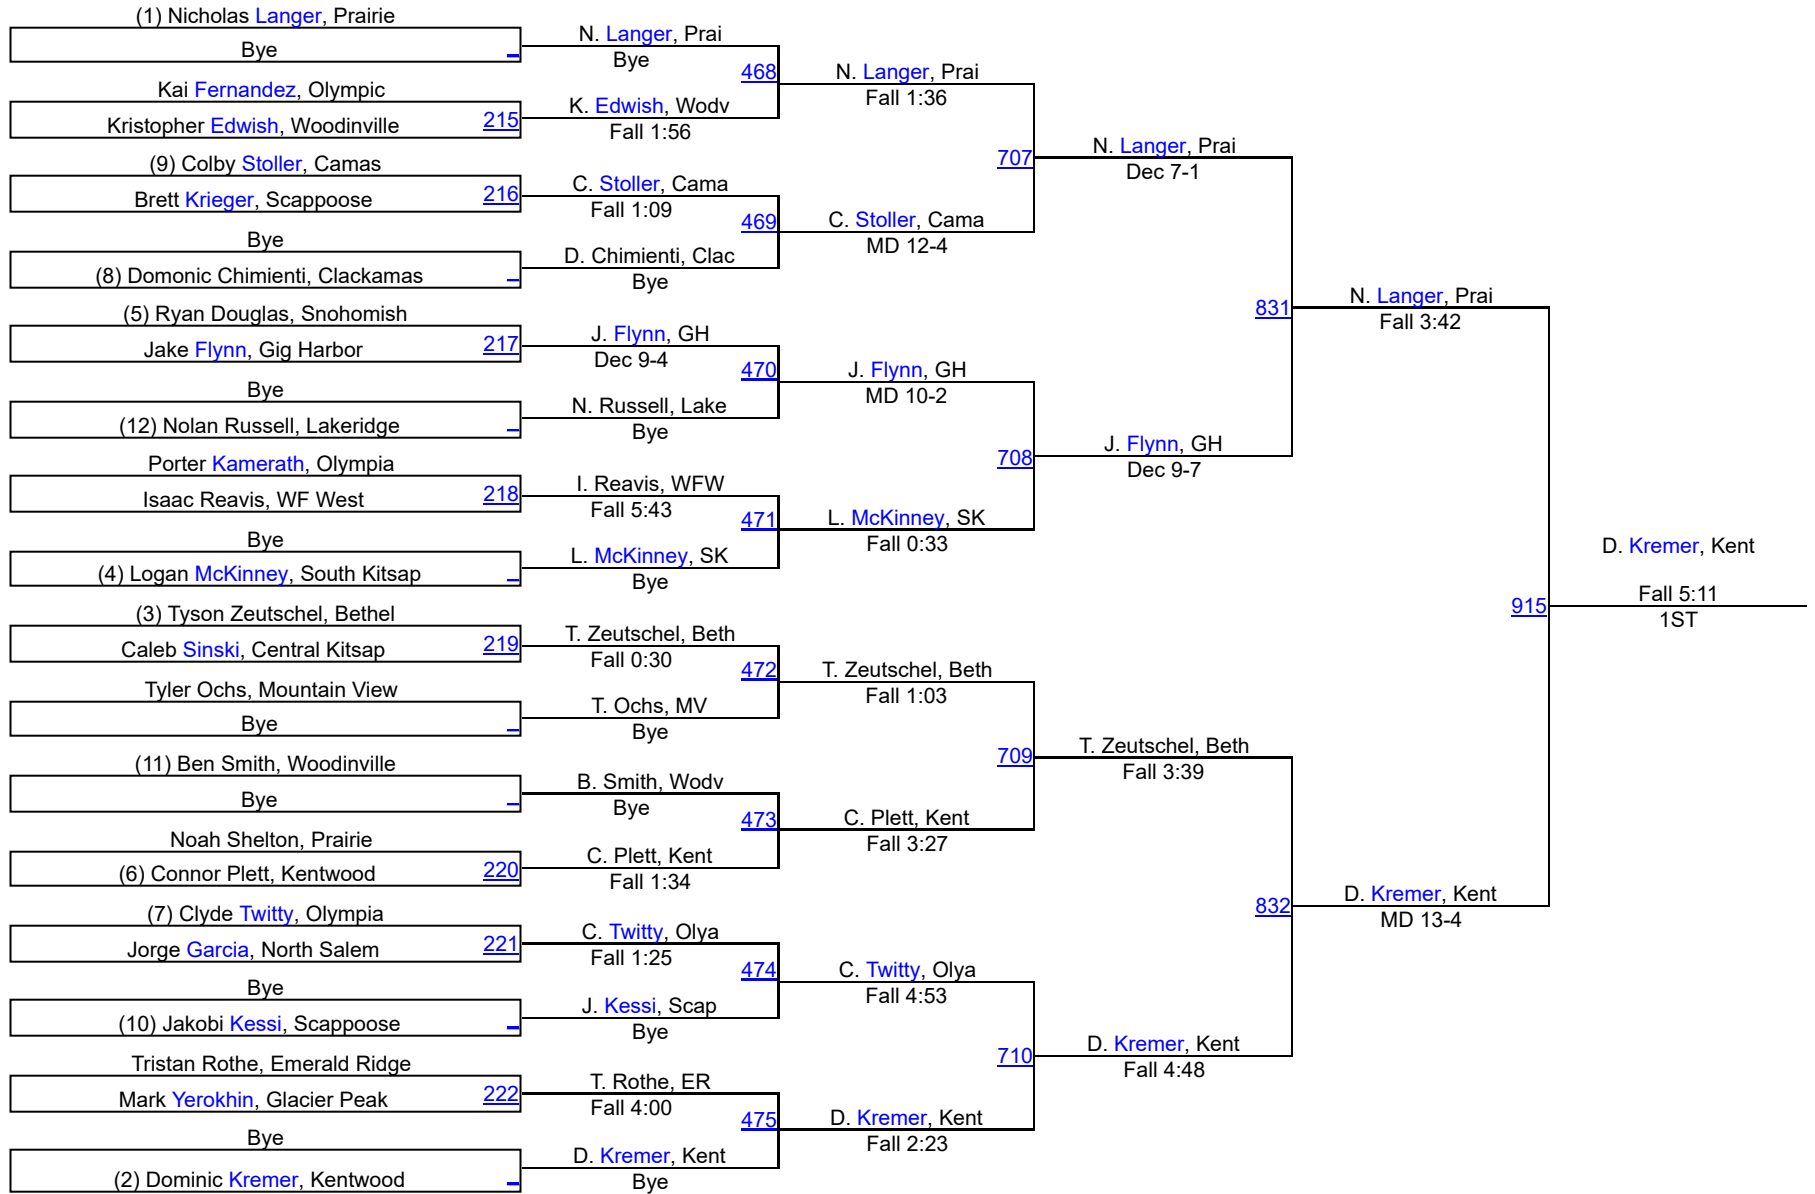 (1) Nicholas Langer, Prairie
Bye
Kai Fernandez, Olympic
Kristopher Edwish, Woodinville 215
(9) Colby Stoller, Camas
Brett Krieger, Scappoose 216
Bye
(8) Domonic Chimienti, Clackamas
(5) Ryan Douglas, Snohomish
Jake Flynn, Gig Harbor 217
Bye
(12) Nolan Russell, Lakeridge
Porter Kamerath, Olympia
Isaac Reavis, WF West 218
Bye
(4) Logan McKinney, South Kitsap
(3) Tyson Zeutschel, Bethel
Caleb Sinski, Central Kitsap 219
Tyler Ochs, Mountain View
Bye
(11) Ben Smith, Woodinville
Bye
Noah Shelton, Prairie
(6) Connor Plett, Kentwood 220
(7) Clyde Twitty, Olympia
Jorge Garcia, North Salem 221
Bye
(10) Jakobi Kessi, Scappoose
Tristan Rothe, Emerald Ridge
Mark Yerokhin, Glacier Peak 222
Bye
(2) Dominic Kremer, Kentwood
N. Langer, Prai
Bye
468
K. Edwish, Wodv
Fall 1:56
C. Stoller, Cama
Fall 1:09
469
D. Chimienti, Clac
Bye
J. Flynn, GH
Dec 9-4
470
N. Russell, Lake
Bye
I. Reavis, WFW
Fall 5:43
471
L. McKinney, SK
Bye
T. Zeutschel, Beth
Fall 0:30
472
T. Ochs, MV
Bye
B. Smith, Wodv
Bye
473
C. Plett, Kent
Fall 1:34
C. Twitty, Olya
Fall 1:25
474
J. Kessi, Scap
Bye
T. Rothe, ER
Fall 4:00
475
D. Kremer, Kent
Bye
N. Langer, Prai
Fall 1:36
707
C. Stoller, Cama
MD 12-4
J. Flynn, GH
MD 10-2
708
L. McKinney, SK
Fall 0:33
T. Zeutschel, Beth
Fall 1:03
709
C. Plett, Kent
Fall 3:27
C. Twitty, Olya
Fall 4:53
710
D. Kremer, Kent
Fall 2:23
N. Langer, Prai
Dec 7-1
831
J. Flynn, GH
Dec 9-7
T. Zeutschel, Beth
Fall 3:39
832
D. Kremer, Kent
Fall 4:48
N. Langer, Prai
Fall 3:42
915
D. Kremer, Kent
MD 13-4
D. Kremer, Kent
Fall 5:11
1ST